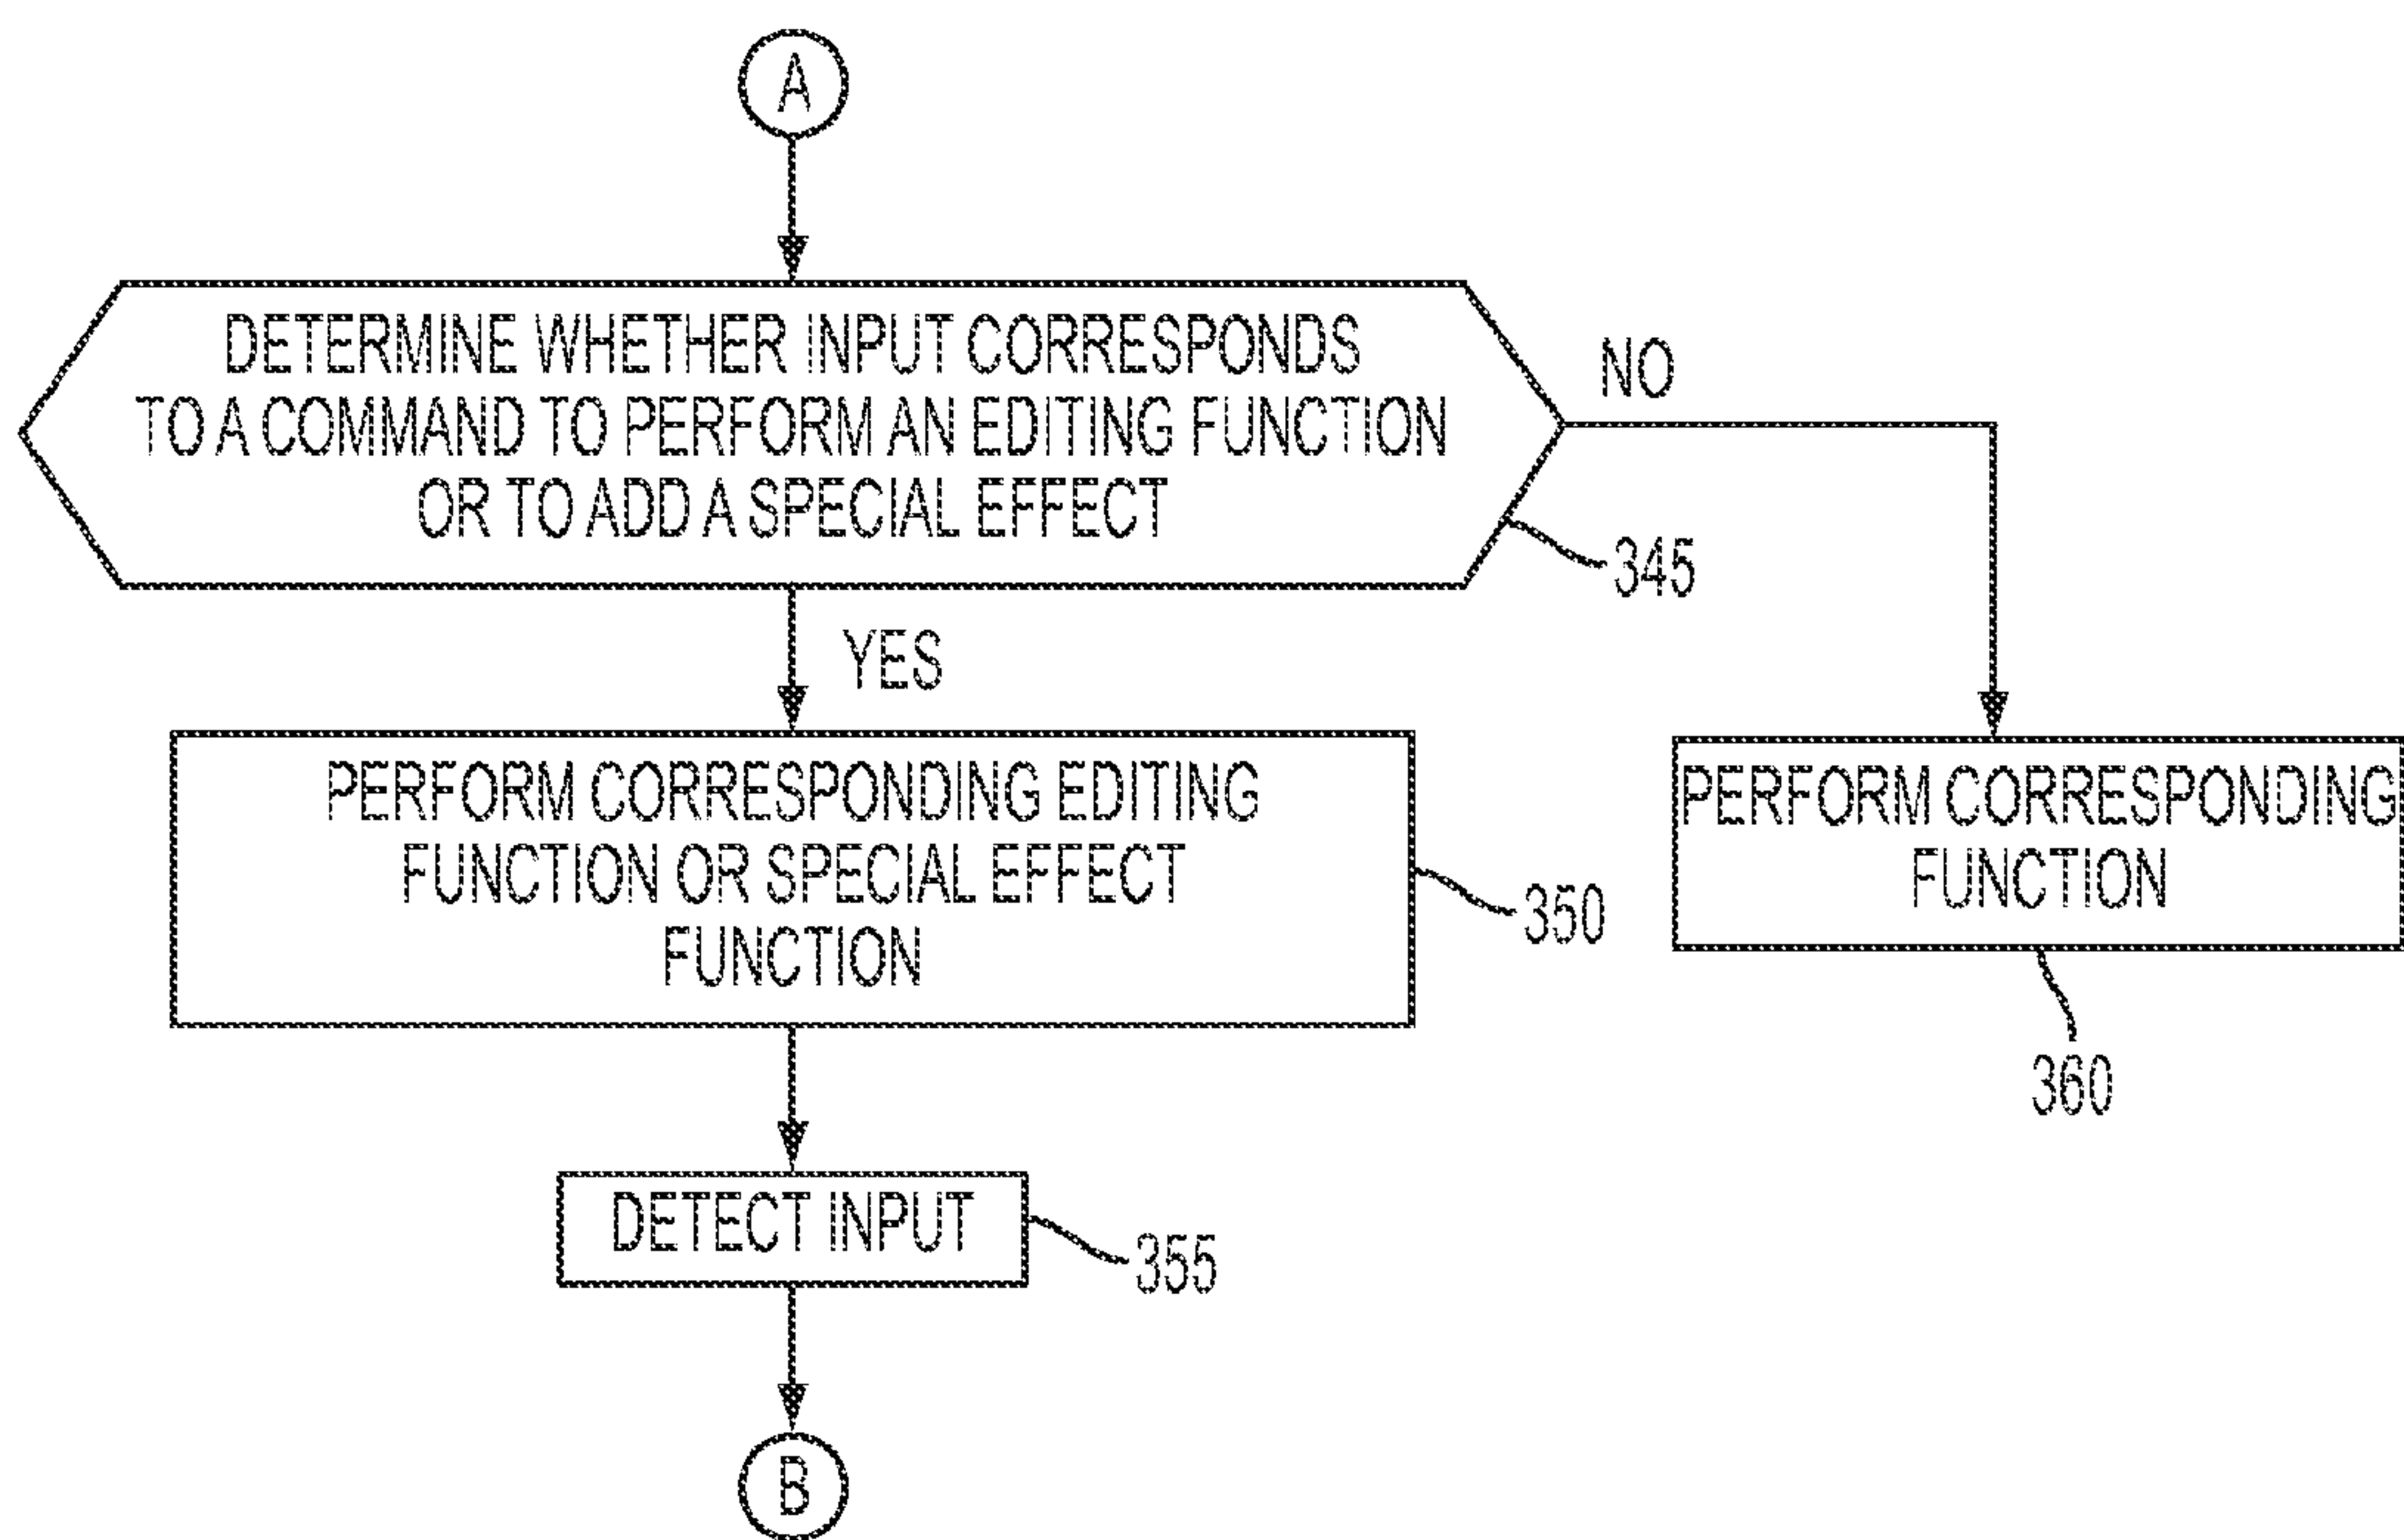 A
DETERMINE WHETHER INPUT CORRESPONDS
TO A COMMAND TO PERFORM AN EDITING FUNCTION
OR TO ADD A SPECIAL EFFECT
NO
345
YES
PERFORM CORRESPONDING EDITING
FUNCTION OR SPECIAL EFFECT
FUNCTION
350
PERFORM CORRESPONDING
FUNCTION
360
DETECT INPUT
355
B